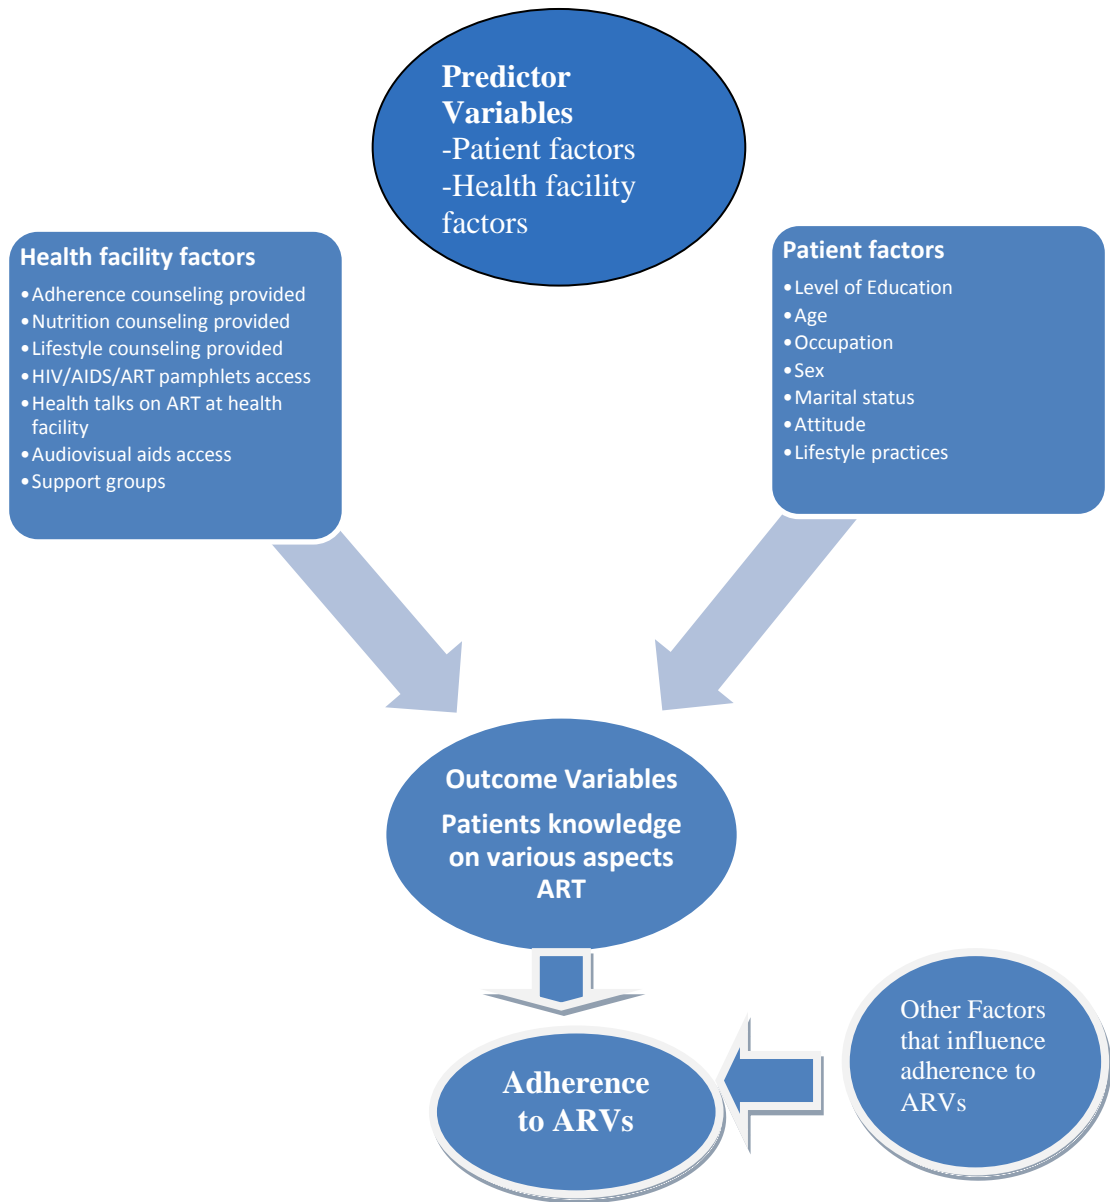 Predictor
Variables
-Patient factors
-Health facility
factors
Health facility factors
•Adherence counseling provided
•Nutrition counseling provided
•Lifestyle counseling provided
•HIV/AIDS/ART pamphlets access
•Health talks on ART at health
facility
•Audiovisual aids access
•Support groups
Patient factors
•Level of Education
•Age
•Occupation
•Sex
•Marital status
•Attitude
•Lifestyle practices
Outcome Variables
Patients knowledge
on various aspects
ART
Adherence
to ARVs
Other Factors
that influence
adherence to
ARVs